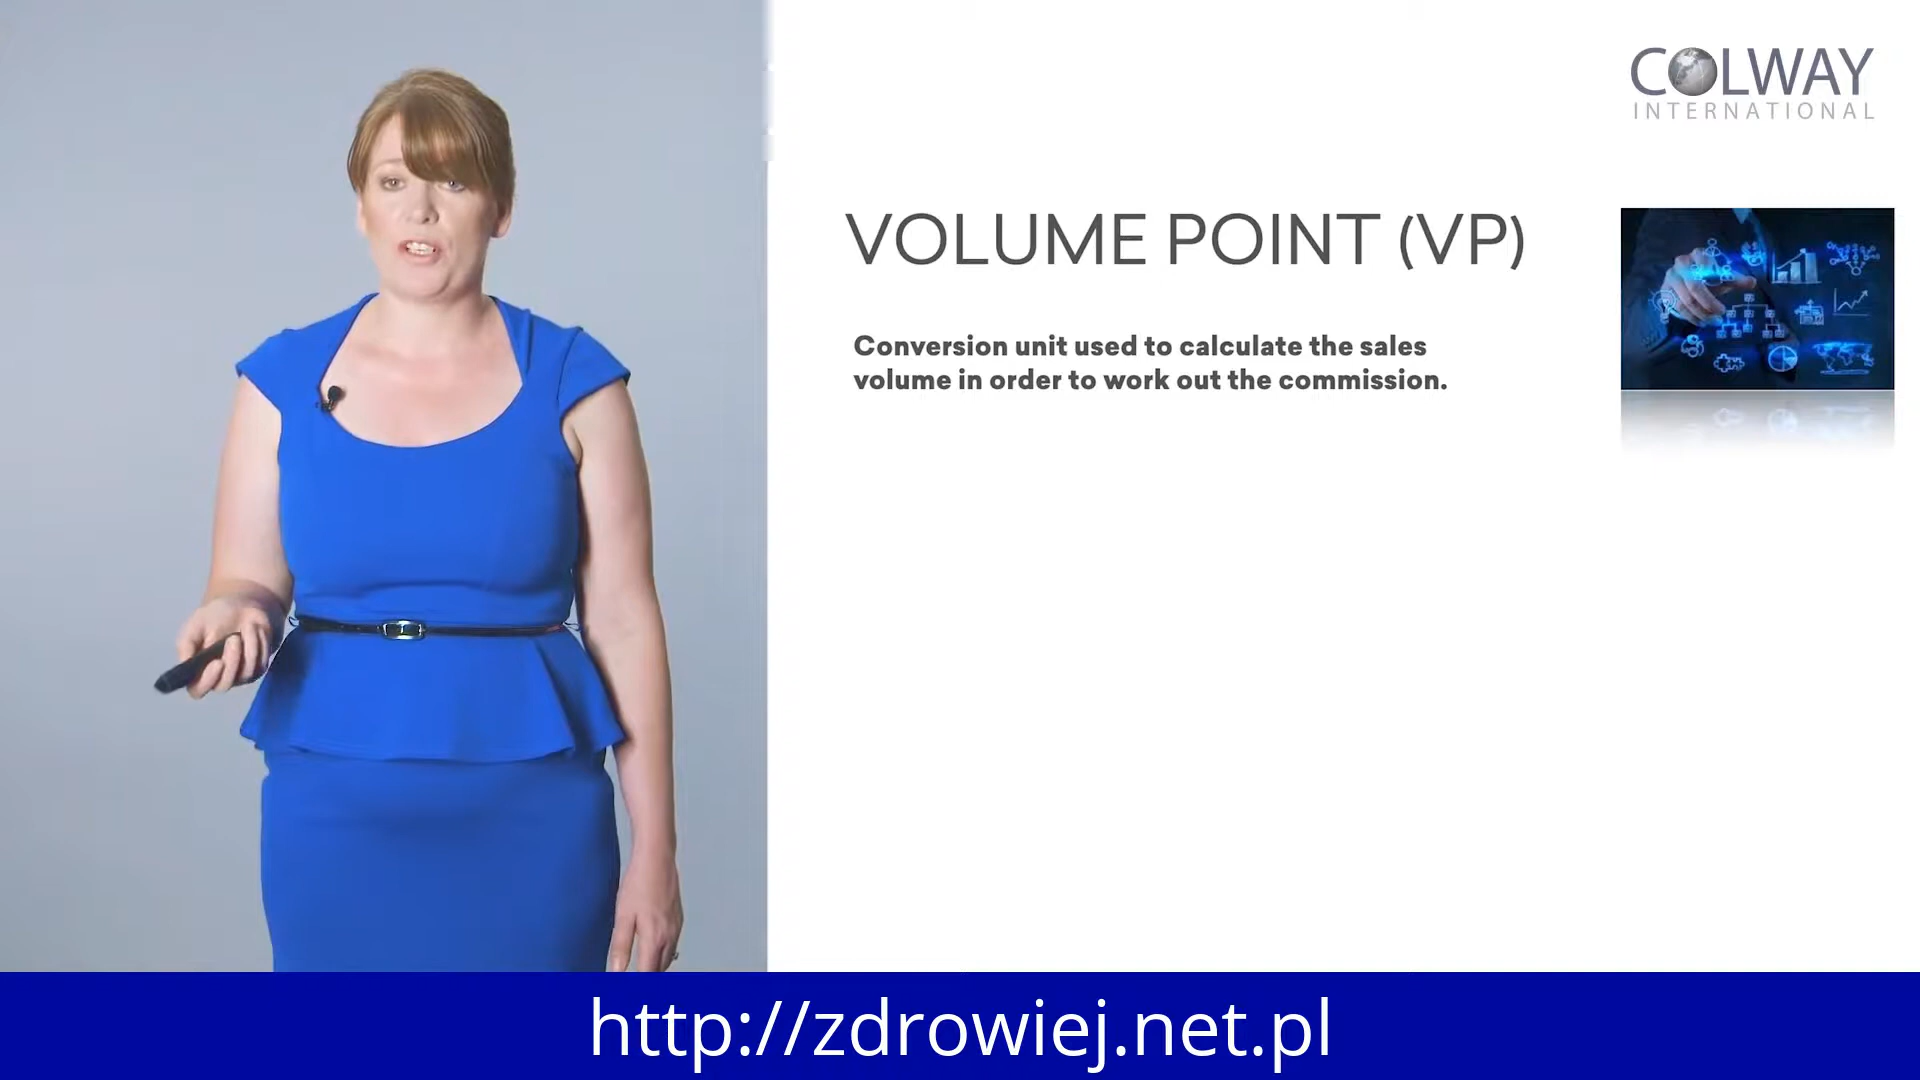 COLWAY
INTERNATIONAL
VOLUME POINT (VP)
Conversion unit used to calculate the sales
volume in order to work out the commission.
http://zdrowiej.net.pl